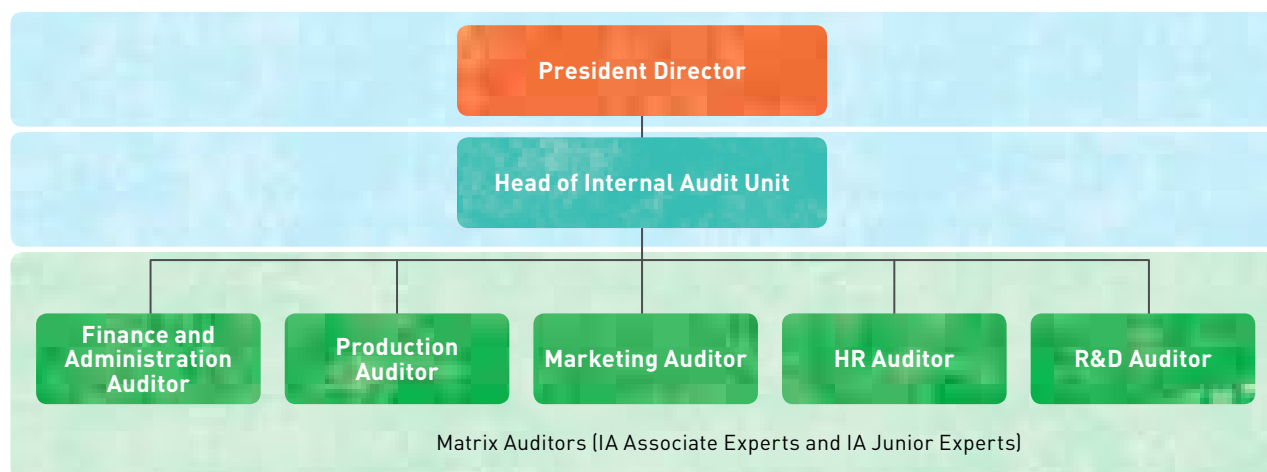 President Director
Head of Internal Audit Unit
Finance and
Administration
Auditor
Production
Auditor
Marketing Auditor
HR Auditor
R&D Auditor
Matrix Auditors (IA Associate Experts and IA Junior Experts)